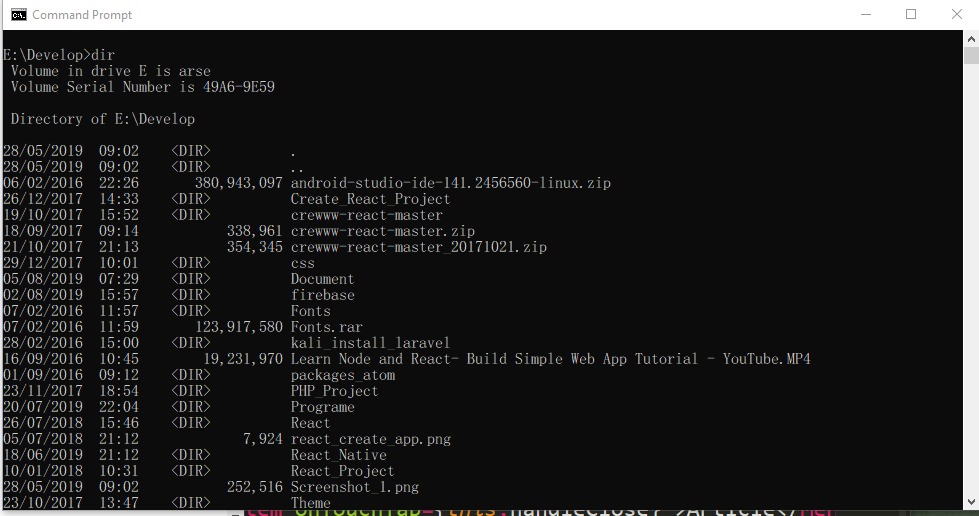 Command Prompt
E:\Develop>dir
Volume in drive E is arse
Volume Serial Number is 49A6-9E59
Directory of E:\Develop
28/05/2019 09:02 <DIR> .
28/05/2019 09:02 <DIR> ..
06/02/2016 22:26 380,943,097 android-studio-ide-141.2456560-linux.zip
26/12/2017 14:33 <DIR> Create_React_Project
19/10/2017 15:52 <DIR> crewww-react-master
18/09/2017 09:14 338,961 crewww-react-master.zip
21/10/2017 21:13 354,345 crewww-react-master_20171021.zip
29/12/2017 10:01 <DIR> css
05/08/2019 07:29 <DIR> Document
02/08/2019 15:57 <DIR> firebase
07/02/2016 11:57 <DIR> Fonts
07/02/2016 11:59 123,917,580 Fonts.rar
28/02/2016 15:00 <DIR> kali_install_laravel
16/09/2016 10:45 19,231,970 Learn Node and React- Build Simple Web App Tutorial - YouTube.MP4
01/09/2016 09:12 <DIR> packages_atom
23/11/2017 18:54 <DIR> PHP_Project
20/07/2019 22:04 <DIR> Programe
26/07/2018 15:46 <DIR> React
05/07/2018 21:12 7,924 react_create_app.png
18/06/2019 21:12 <DIR> React_Native
10/01/2018 10:31 <DIR> React_Project
28/05/2019 09:02 252,516 Screenshot_1.png
23/10/2017 13:47 <DIR> Theme